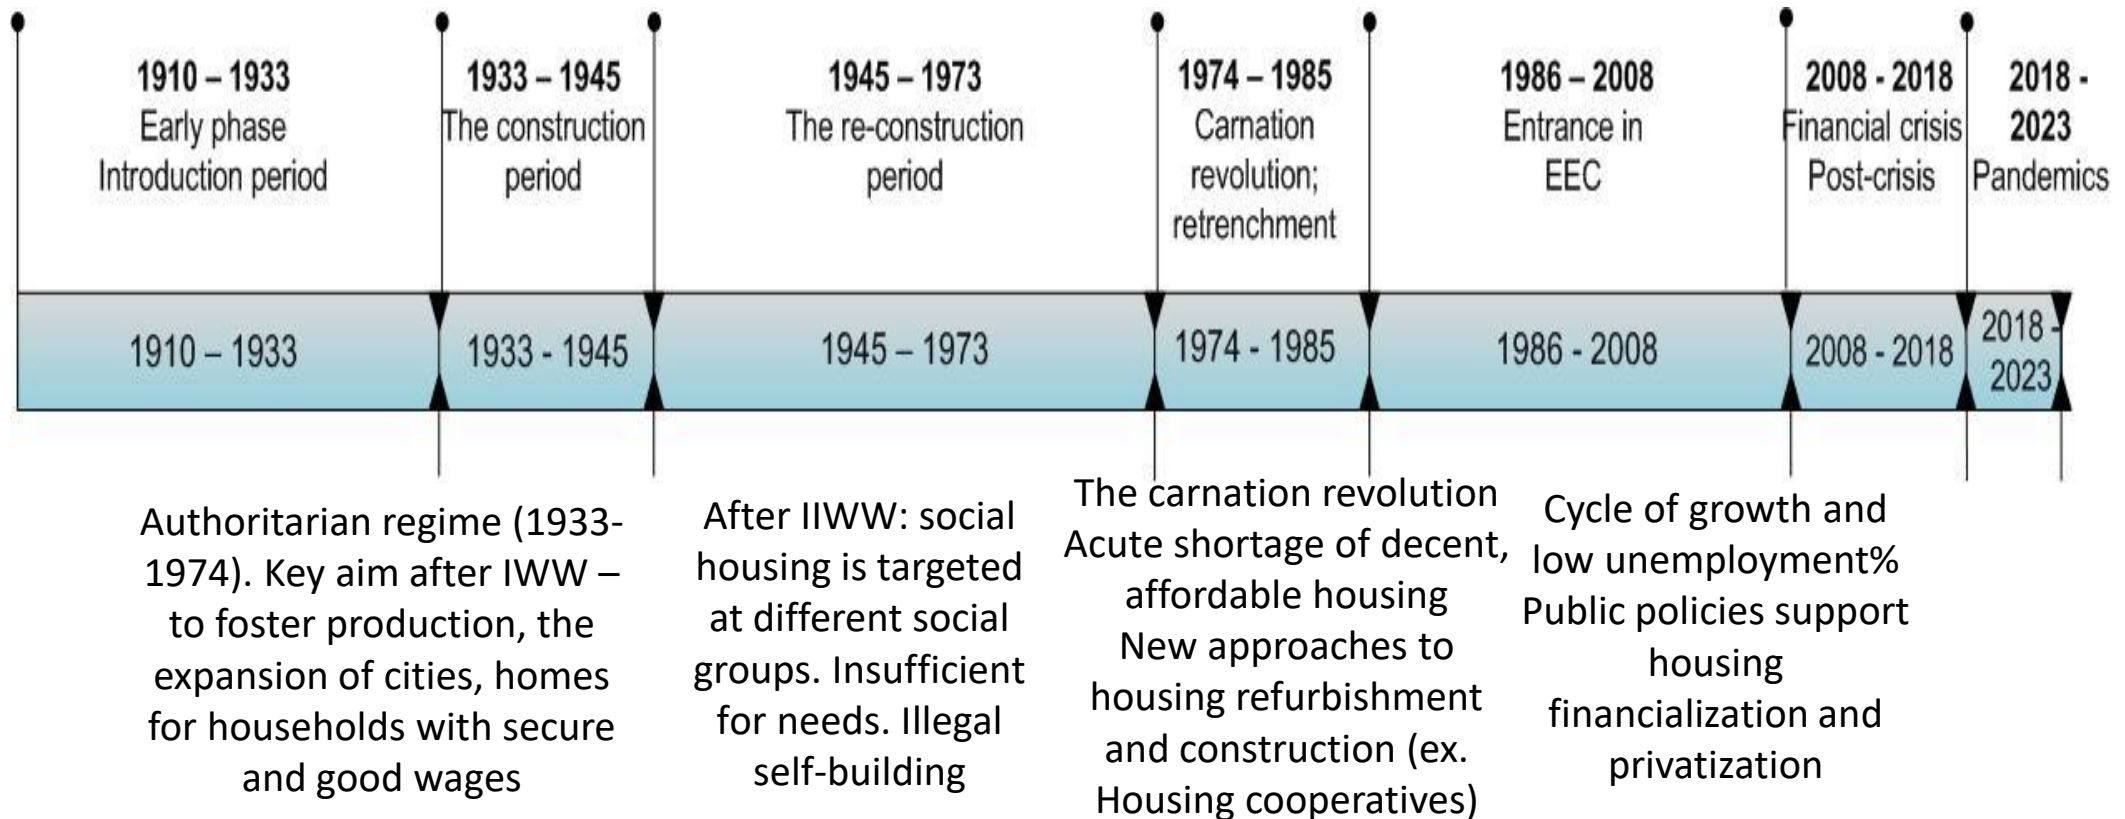 1910 – 1933
Early phase
Introduction period
1933 – 1945
The construction
period
1945 – 1973
The re-construction
period
1974 – 1985
Carnation
revolution;
retrenchment
1986 – 2008
Entrance in
EEC
2008 - 2018
Financial crisis
Post-crisis
2018 -
2023
Pandemics
1910 – 1933
1933 - 1945
1945 – 1973
1974 - 1985
1986 - 2008
2008 - 2018
2018 -
2023
Authoritarian regime (1933-
1974). Key aim after IWW –
to foster production, the
expansion of cities, homes
for households with secure
and good wages
After IIWW: social
housing is targeted
at different social
groups. Insufficient
for needs. Illegal
self-building
The carnation revolution
Acute shortage of decent,
affordable housing
New approaches to
housing refurbishment
and construction (ex.
Housing cooperatives)
Cycle of growth and
low unemployment%
Public policies support
housing
financialization and
privatization